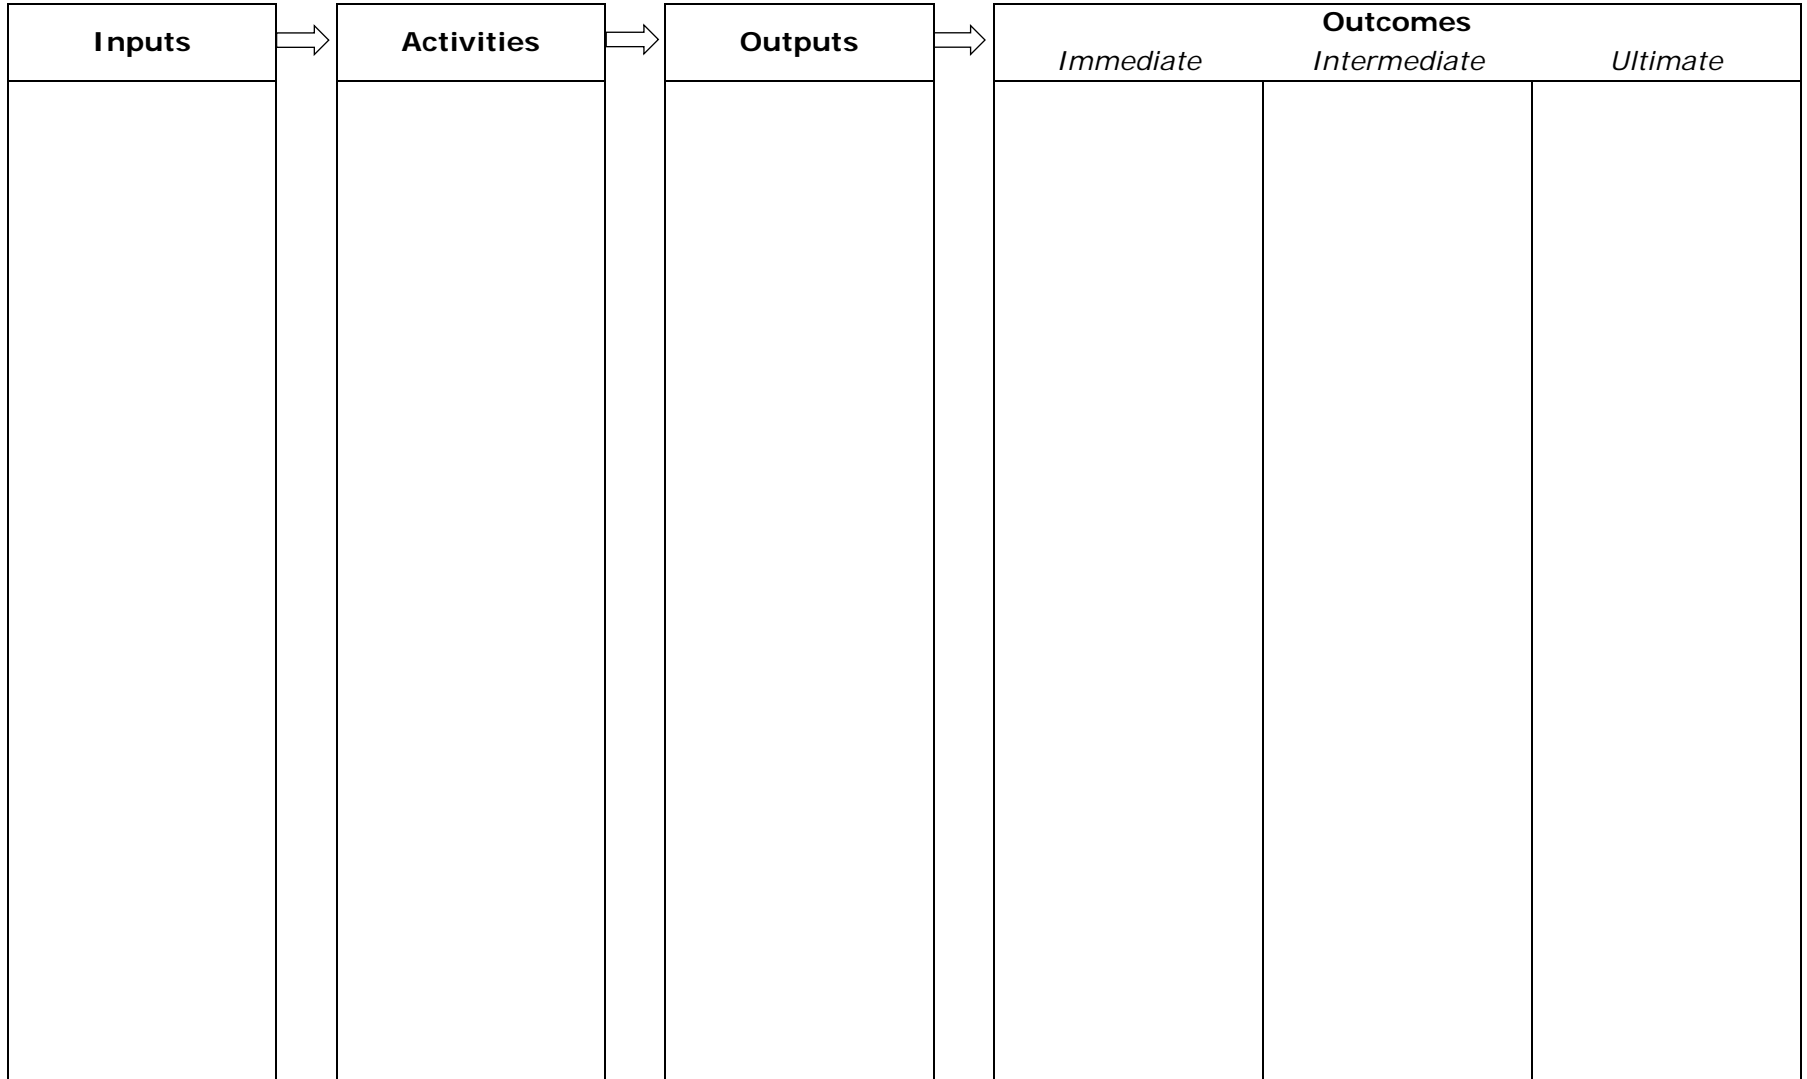 Inputs
Activities
Outputs
Outcomes
Immediate
Intermediate
Ultimate